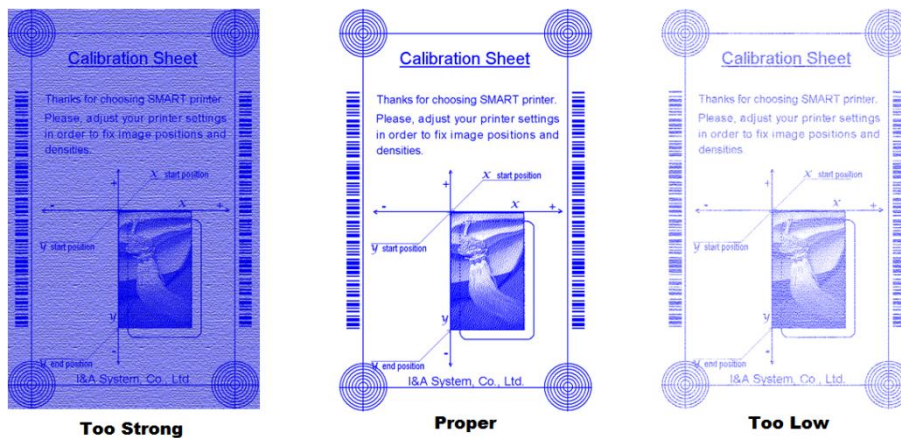 Calibration Sheet
Thanks for choosing SMART printer
Please, adjust your printer settings
in order to fix image positions and
densities.
+
x start position
- x +
y start position
y
-
y end position
I&A System, Co., Ltd.
Too Strong
Calibration Sheet
Thanks for choosing SMART printer.
Please, adjust your printer settings
in order to fix image positions and
densities.
+
x start position
- x +
y start position
y
-
y end position
I&A System, Co., Ltd.
Proper
Calibration Sheet
Thanks for choosing SMART printer.
Please, adjust your printer settings
in order to fix image positions and
densities
+
x start position
- x +
y start position
y
-
y end position
I&A System, Co., Ltd.
Too Low